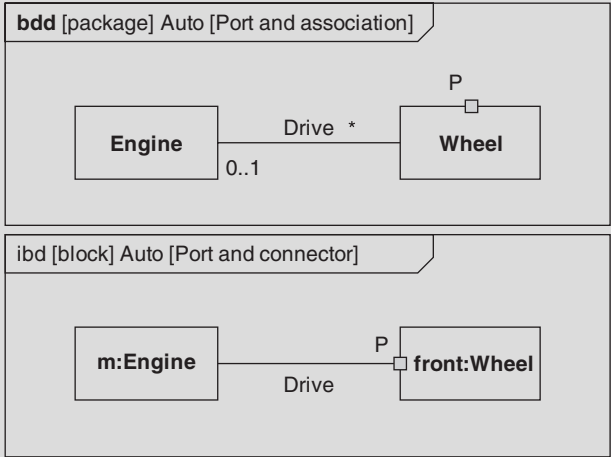 bdd [package] Auto [Port and association]
P
Engine
Drive *
Wheel
0..1
ibd [block] Auto [Port and connector]
P
m:Engine
front:Wheel
Drive